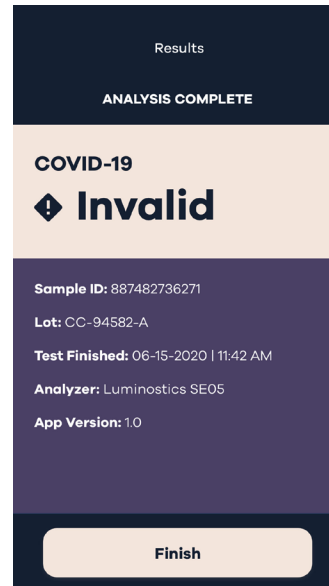 Results
ANALYSIS COMPLETE
COVID-19
Invalid
Sample ID: 887482736271
Lot: CC-94582-A
Test Finished: 06-15-2020 | 11:42 AM
Analyzer: Luminostics SE05
App Version: 1.0
Finish